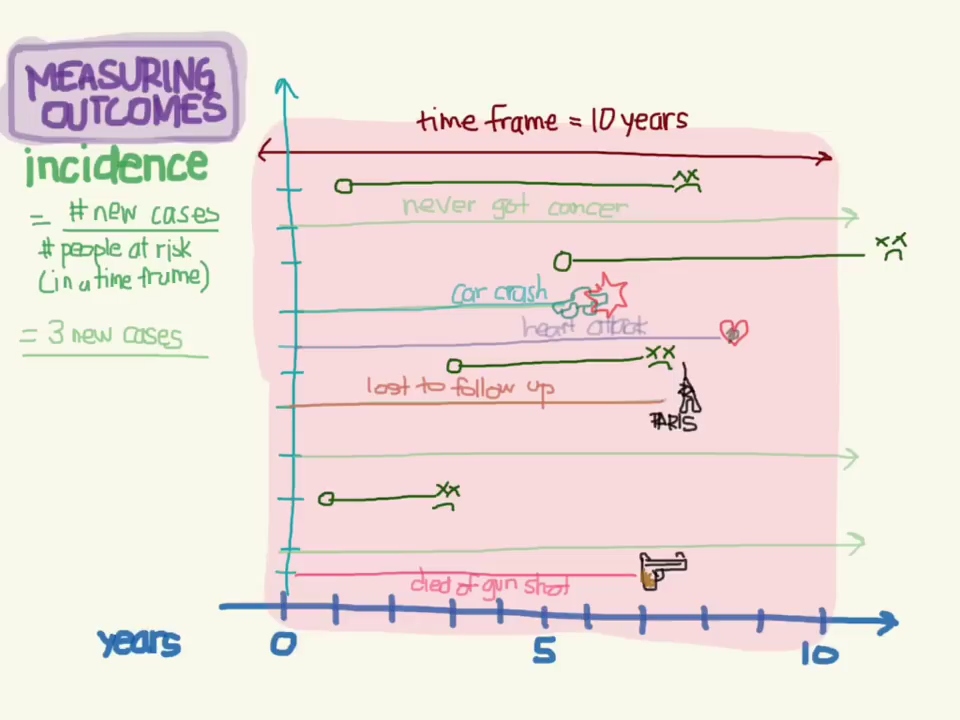 MEASURING
OUTCOMES
incidence
= # new cases
# people at risk
(in a time frame)
= 3 new cases
time frame = 10 years
never got cancer
car crash
heart attack
lost to follow up
PARIS
died of gun shot
years
0
5
10